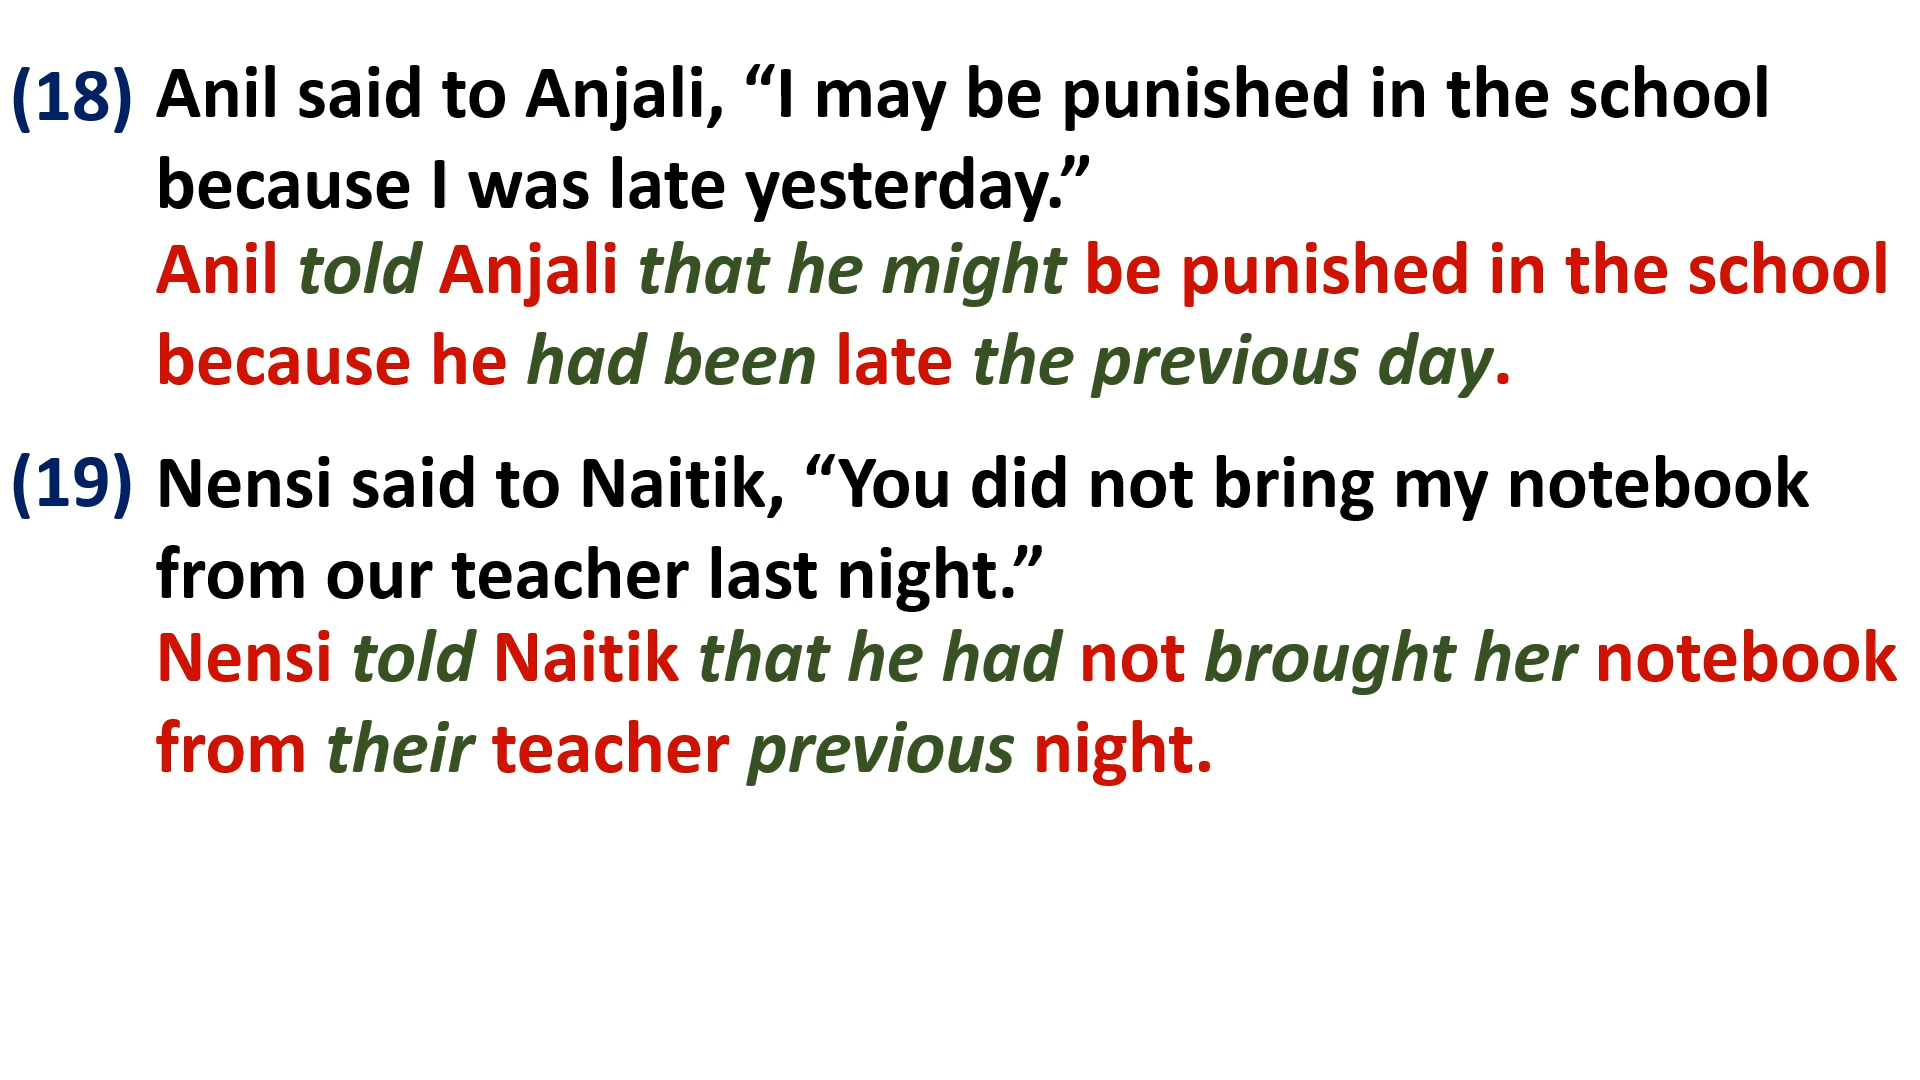 (18) Anil said to Anjali, “I may be punished in the school
because I was late yesterday.”
Anil told Anjali that he might be punished in the school
because he had been late the previous day.
(19) Nensi said to Naitik, “You did not bring my notebook
from our teacher last night.”
Nensi told Naitik that he had not brought her notebook
from their teacher previous night.